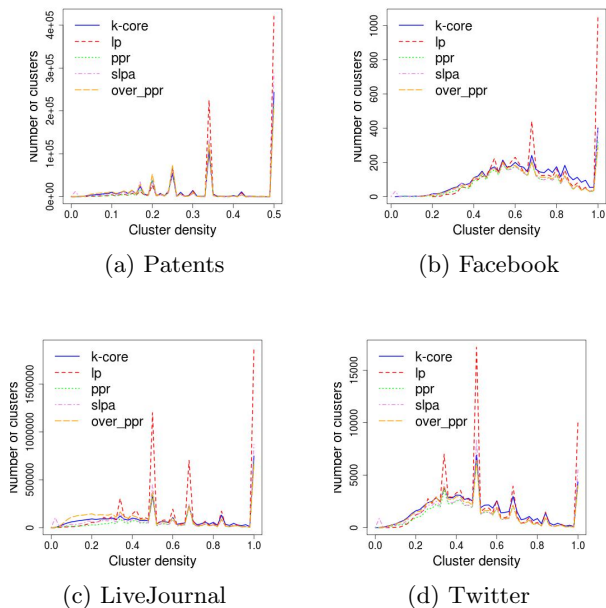 4e+05
2e+05
0e+00
Number of clusters
k-core
lp
ppr
slpa
over_ppr
0.0 0.1 0.2 0.3 0.4 0.5
Cluster density
(a) Patents
1000
800
600
400
200
0
Number of clusters
k-core
lp
ppr
slpa
over_ppr
0.0 0.2 0.4 0.6 0.8 1.0
Cluster density
(b) Facebook
1500000
1000000
500000
0
Number of clusters
k-core
lp
ppr
slpa
over_ppr
0.0 0.2 0.4 0.6 0.8 1.0
Cluster density
(c) LiveJournal
15000
10000
5000
0
Number of clusters
k-core
lp
ppr
slpa
over_ppr
0.0 0.2 0.4 0.6 0.8 1.0
Cluster density
(d) Twitter